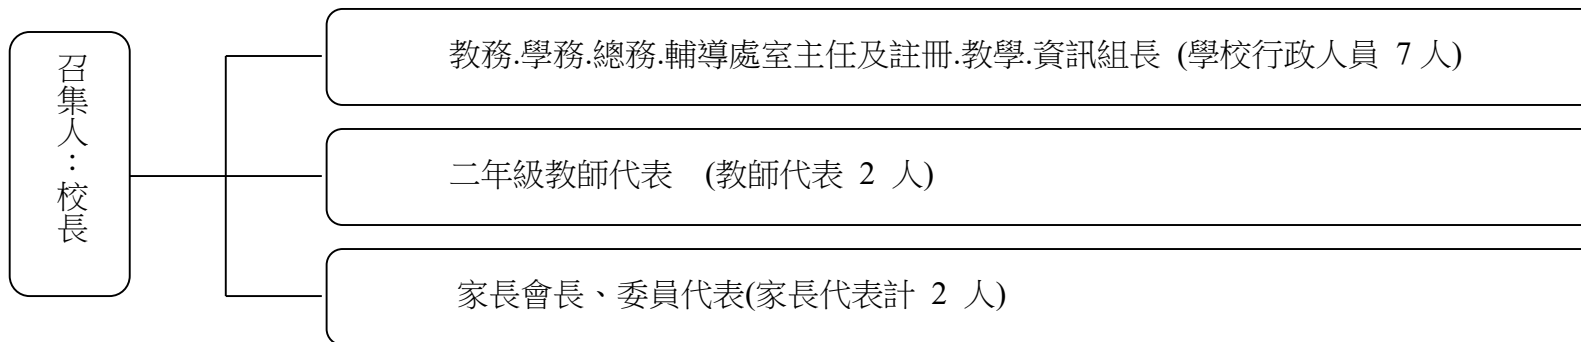 召集人：校長
教務.學務.總務.輔導處室主任及註冊.教學.資訊組長 (學校行政人員 7 人)
二年級教師代表 (教師代表 2 人)
家長會長、委員代表(家長代表計 2 人)